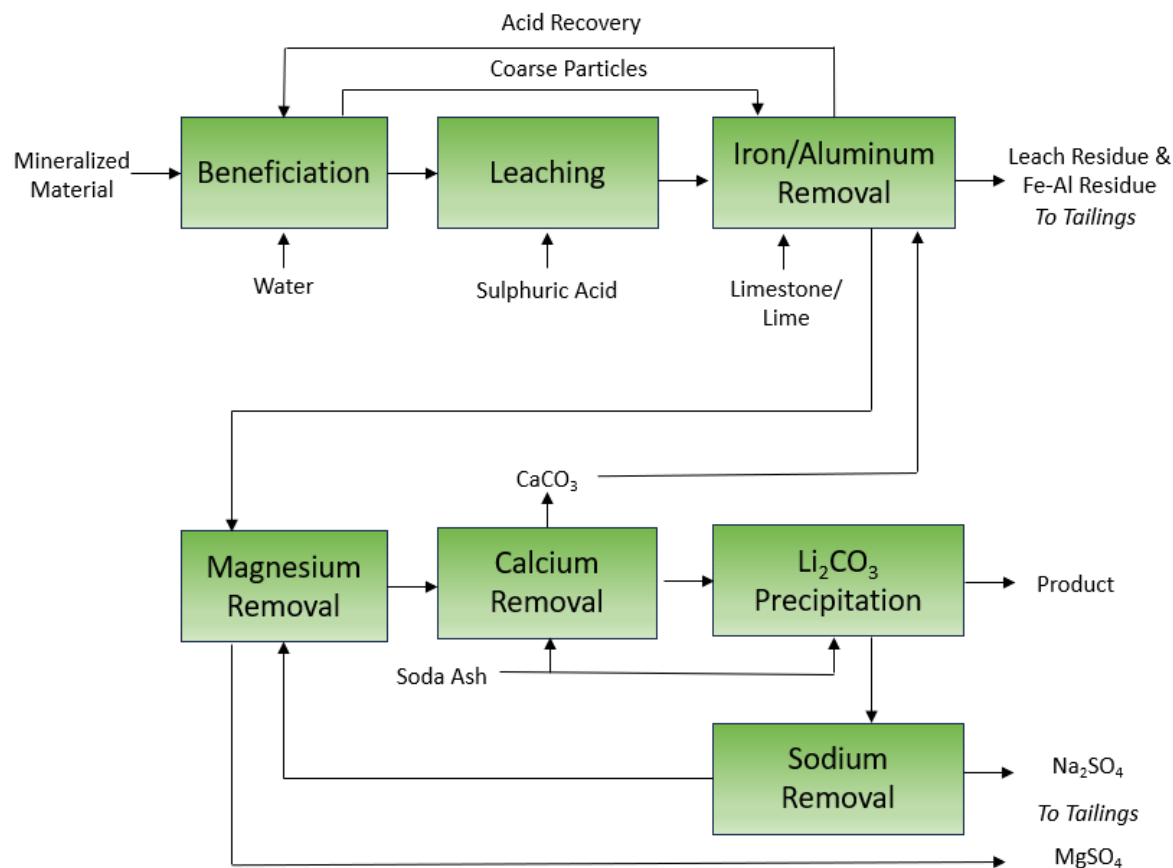 Acid Recovery
Coarse Particles
Mineralized
Material
Beneficiation
Leaching
Iron/Aluminum
Removal
Leach Residue &
Fe-Al Residue
To Tailings
Water
Sulphuric Acid
Limestone/
Lime
CaCO₃
Magnesium
Removal
Calcium
Removal
Li₂CO₃
Precipitation
Product
Soda Ash
Sodium
Removal
Na₂SO₄
To Tailings
MgSO₄